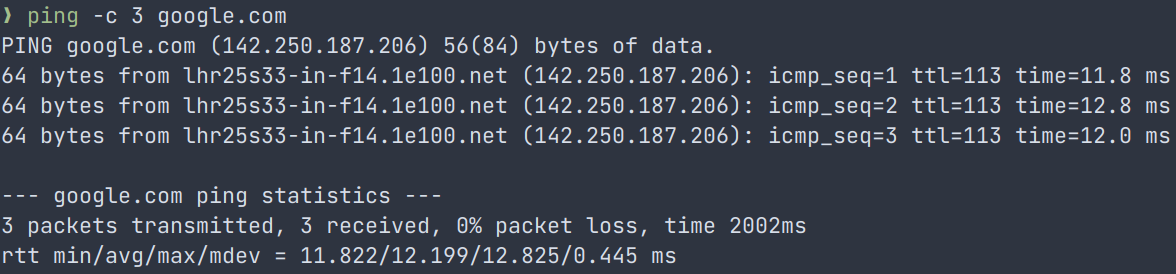 ❱ ping -c 3 google.com
PING google.com (142.250.187.206) 56(84) bytes of data.
64 bytes from lhr25s33-in-f14.1e100.net (142.250.187.206): icmp_seq=1 ttl=113 time=11.8 ms
64 bytes from lhr25s33-in-f14.1e100.net (142.250.187.206): icmp_seq=2 ttl=113 time=12.8 ms
64 bytes from lhr25s33-in-f14.1e100.net (142.250.187.206): icmp_seq=3 ttl=113 time=12.0 ms

--- google.com ping statistics ---
3 packets transmitted, 3 received, 0% packet loss, time 2002ms
rtt min/avg/max/mdev = 11.822/12.199/12.825/0.445 ms